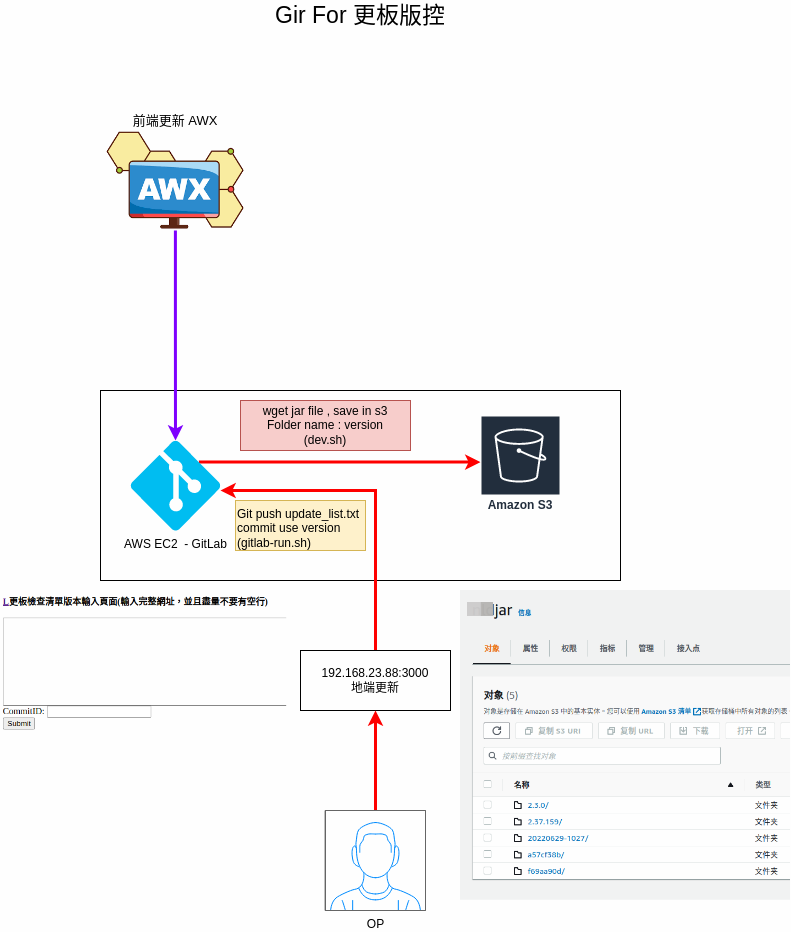 Gir For 更板版控
前端更新 AWX
AWX
wget jar file , save in s3
Folder name : version
(dev.sh)
Amazon S3
Git push update_list.txt
commit use version
(gitlab-run.sh)
AWS EC2 - GitLab
1.更板檢查清單版本輸入頁面(輸入完整網址，並且盡量不要有空行)
CommitID:
Submit
192.168.23.88:3000
地端更新
OP
jar 信息
对象 属性 权限 指标 管理 接入点
对象 (5)
对象是存储在 Amazon S3 中的基本实体。您可以使用 Amazon S3 清单 获取存储桶中所有对象的列表
复制 S3 URI 复制 URL 下载 打开
按前缀查找对象
名称 ▲ 类型
2.3.0/ 文件夹
2.37.159/ 文件夹
20220629-1027/ 文件夹
a57cf38b/ 文件夹
f69aa90d/ 文件夹